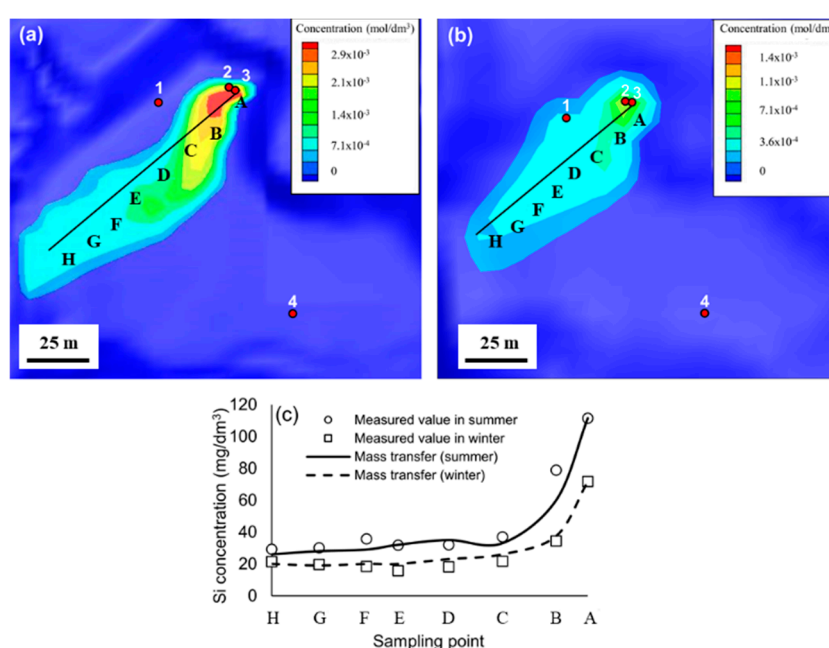 (a)
Concentration (mol/dm³)
2.9x10⁻³
2.1x10⁻³
1.4x10⁻³
7.1x10⁻⁴
0
1
2
3
A
B
C
D
E
F
G
H
4
25 m
(b)
Concentration (mol/dm³)
1.4x10⁻³
1.1x10⁻³
7.1x10⁻⁴
3.6x10⁻⁴
0
1
2
3
A
B
C
D
E
F
G
H
4
25 m
(c)
Si concentration (mg/dm³)
120
100
80
60
40
20
0
Measured value in summer
Measured value in winter
Mass transfer (summer)
Mass transfer (winter)
H G F E D C B A
Sampling point